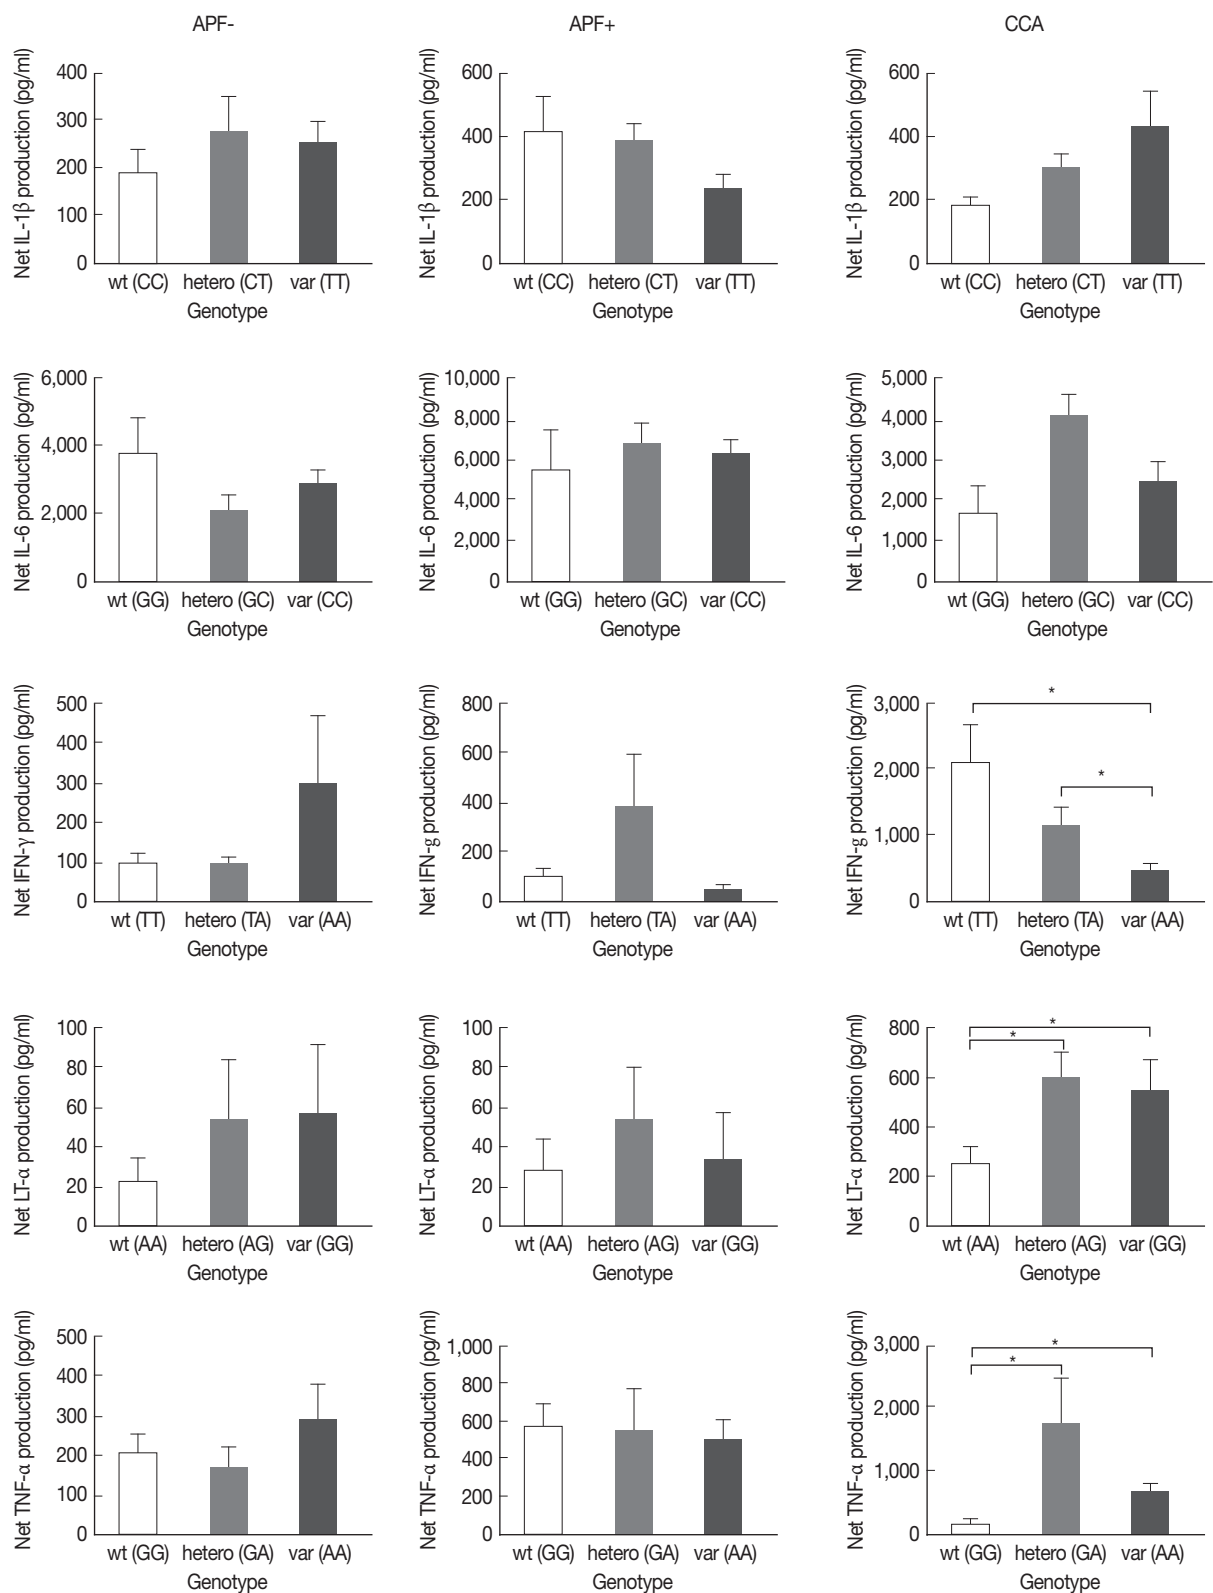 APF- APF+ CCA
Net IL-1β production (pg/ml)
400
300
200
100
0
wt (CC) hetero (CT) var (TT)
Genotype
Net IL-1β production (pg/ml)
600
400
200
0
wt (CC) hetero (CT) var (TT)
Genotype
Net IL-1β production (pg/ml)
600
400
200
0
wt (CC) hetero (CT) var (TT)
Genotype
Net IL-6 production (pg/ml)
6,000
4,000
2,000
0
wt (GG) hetero (GC) var (CC)
Genotype
Net IL-6 production (pg/ml)
10,000
8,000
6,000
4,000
2,000
0
wt (GG) hetero (GC) var (CC)
Genotype
Net IL-6 production (pg/ml)
5,000
4,000
3,000
2,000
1,000
0
wt (GG) hetero (GC) var (CC)
Genotype
Net IFN-γ production (pg/ml)
500
400
300
200
100
0
wt (TT) hetero (TA) var (AA)
Genotype
Net IFN-g production (pg/ml)
800
600
400
200
0
wt (TT) hetero (TA) var (AA)
Genotype
Net IFN-g production (pg/ml)
3,000
2,000
1,000
0
*
*
wt (TT) hetero (TA) var (AA)
Genotype
Net LT-α production (pg/ml)
100
80
60
40
20
0
wt (AA) hetero (AG) var (GG)
Genotype
Net LT-α production (pg/ml)
100
80
60
40
20
0
wt (AA) hetero (AG) var (GG)
Genotype
Net LT-α production (pg/ml)
800
600
400
200
0
*
*
wt (AA) hetero (AG) var (GG)
Genotype
Net TNF-α production (pg/ml)
500
400
300
200
100
0
wt (GG) hetero (GA) var (AA)
Genotype
Net TNF-α production (pg/ml)
1,000
800
600
400
200
0
wt (GG) hetero (GA) var (AA)
Genotype
Net TNF-α production (pg/ml)
3,000
2,000
1,000
0
*
*
wt (GG) hetero (GA) var (AA)
Genotype